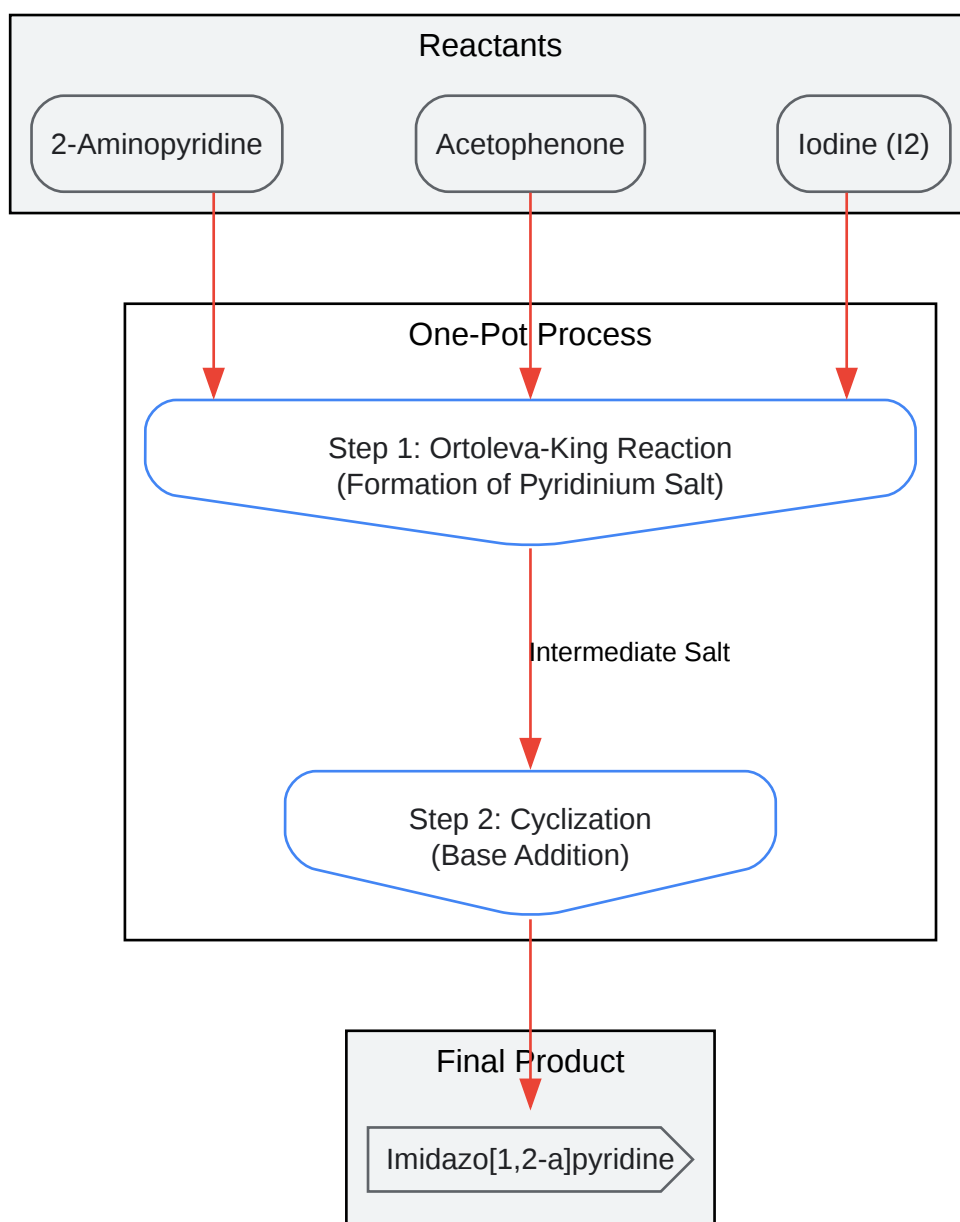 Reactants
2-Aminopyridine
Acetophenone
Iodine (I2)
One-Pot Process
Step 1: Ortoleva-King Reaction
(Formation of Pyridinium Salt)
Intermediate Salt
Step 2: Cyclization
(Base Addition)
Final Product
Imidazo[1,2-a]pyridine